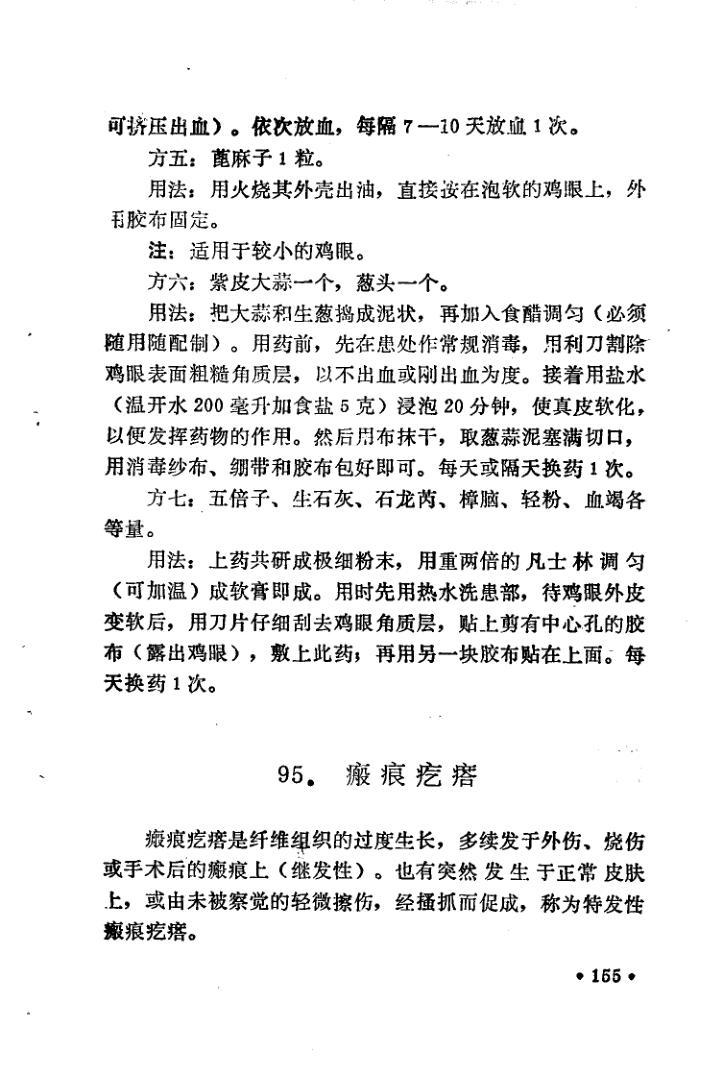 可挤压出血）。依次放血，每隔7—10天放血1次。
方五：蓖麻子1粒。
用法：用火烧其外壳出油，直接按在泡软的鸡眼上，外
用胶布固定。
注：适用于较小的鸡眼。
方六：紫皮大蒜一个，葱头一个。
用法：把大蒜和生葱捣成泥状，再加入食醋调匀（必须
随用随配制）。用药前，先在患处作常规消毒，用利刀割除
鸡眼表面粗糙角质层，以不出血或刚出血为度。接着用盐水
（温开水200毫升加食盐5克）浸泡20分钟，使真皮软化，
以便发挥药物的作用。然后用布抹干，取葱蒜泥塞满切口，
用消毒纱布、绷带和胶布包好即可。每天或隔天换药1次。
方七：五倍子、生石灰、石龙芮、樟脑、轻粉、血竭各
等量。
用法：上药共研成极细粉末，用重两倍的凡士林调匀
（可加温）成软膏即成。用时先用热水洗患部，待鸡眼外皮
变软后，用刀片仔细刮去鸡眼角质层，贴上剪有中心孔的胶
布（露出鸡眼），敷上此药；再用另一块胶布贴在上面。每
天换药1次。
95．瘢痕疙瘩
瘢痕疙瘩是纤维组织的过度生长，多续发于外伤、烧伤
或手术后的瘢痕上（继发性）。也有突然发生于正常皮肤
上，或由未被察觉的轻微擦伤，经搔抓而促成，称为特发性
瘢痕疙瘩。
•155•